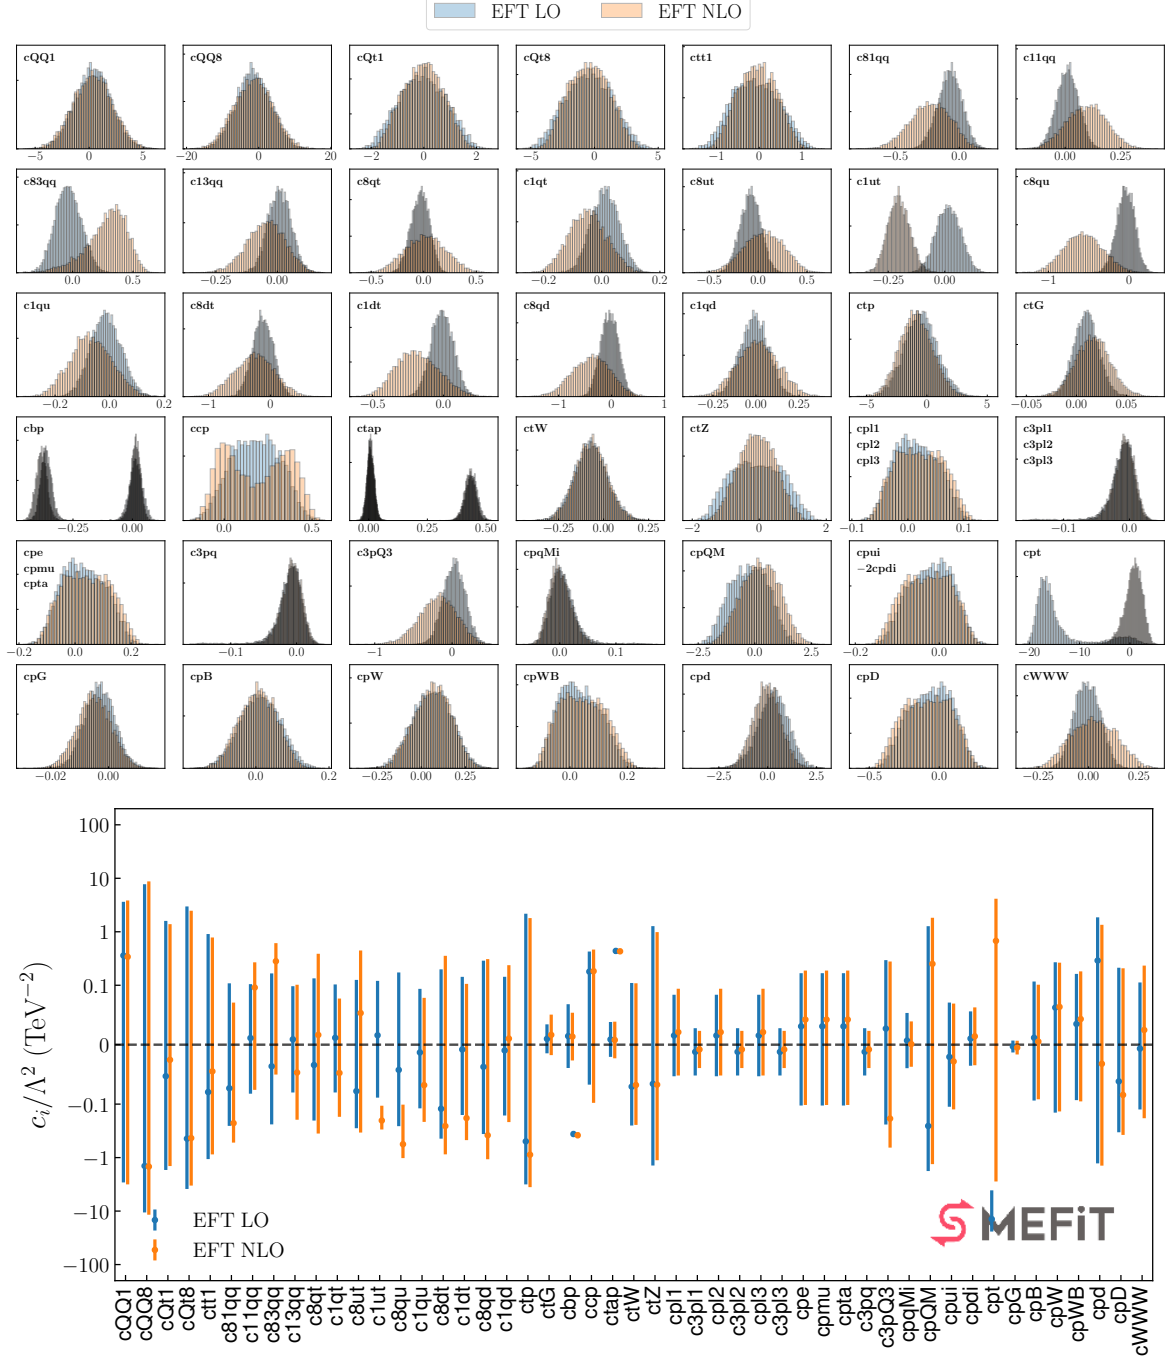 EFT LO EFT NLO
cQQ1 cQQ8 cQt1 cQt8 ctt1 c81qq c11qq
−5 0 5 −20 0 20 −2 0 2 −5 0 5 −1 0 1 −0.5 0.0 0.00 0.25
c83qq c13qq c8qt c1qt c8ut c1ut c8qu
0.0 0.5 −0.25 0.00 −0.5 0.0 0.5 −0.2 0.0 0.2 −0.5 0.0 0.5 −0.25 0.00 −1 0
c1qu c8dt c1dt c8qd c1qd ctp ctG
−0.2 0.0 0.2 −1 0 −0.5 0.0 −1 0 1 −0.25 0.00 0.25 −5 0 5 −0.05 0.00 0.05
cbp ccp ctap ctW ctZ cpl1 c3pl1
cpl2 c3pl2
cpl3 c3pl3
−0.25 0.00 0.0 0.5 0.00 0.25 0.50 −0.25 0.00 0.25 −2 0 2 −0.1 0.0 0.1 −0.1 0.0
cpe c3pq c3pQ3 cpqMi cpQM cpui cpt
cpmu −2cpdi
cpta
−0.2 0.0 0.2 −0.1 0.0 −1 0 0.0 0.1 −2.5 0.0 2.5 −0.2 0.0 −20 −10 0
cpG cpB cpW cpWB cpd cpD cWWW
−0.02 0.00 0.0 0.2 −0.25 0.00 0.25 0.0 0.2 −2.5 0.0 2.5 −0.5 0.0 −0.25 0.00 0.25
100
10
1
0.1
0
−0.1
−1
−10
−100
c_i/Λ² (TeV⁻²)
EFT LO
EFT NLO
SMEFiT
cQQ1 cQQ8 cQt1 cQt8 ctt1 c81qq c11qq c83qq c13qq c8qt c1qt c8ut c1ut c8qu c1qu c8dt c1dt c8qd c1qd ctp ctG cbp ccp ctap ctW ctZ cpl1 c3pl1 cpl2 c3pl2 cpl3 c3pl3 cpe cpmu cpta c3pq c3pQ3 cpqMi cpQM cpui cpdi cpt cpG cpB cpW cpWB cpd cpD cWWW